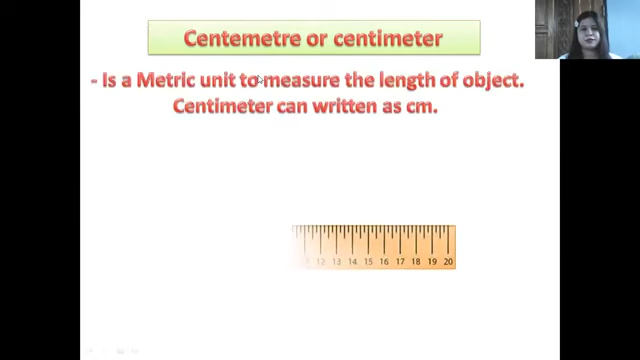 Centemetre or centimeter
- Is a Metric unit to measure the length of object.
Centimeter can written as cm.
12 13 14 15 16 17 18 19 20